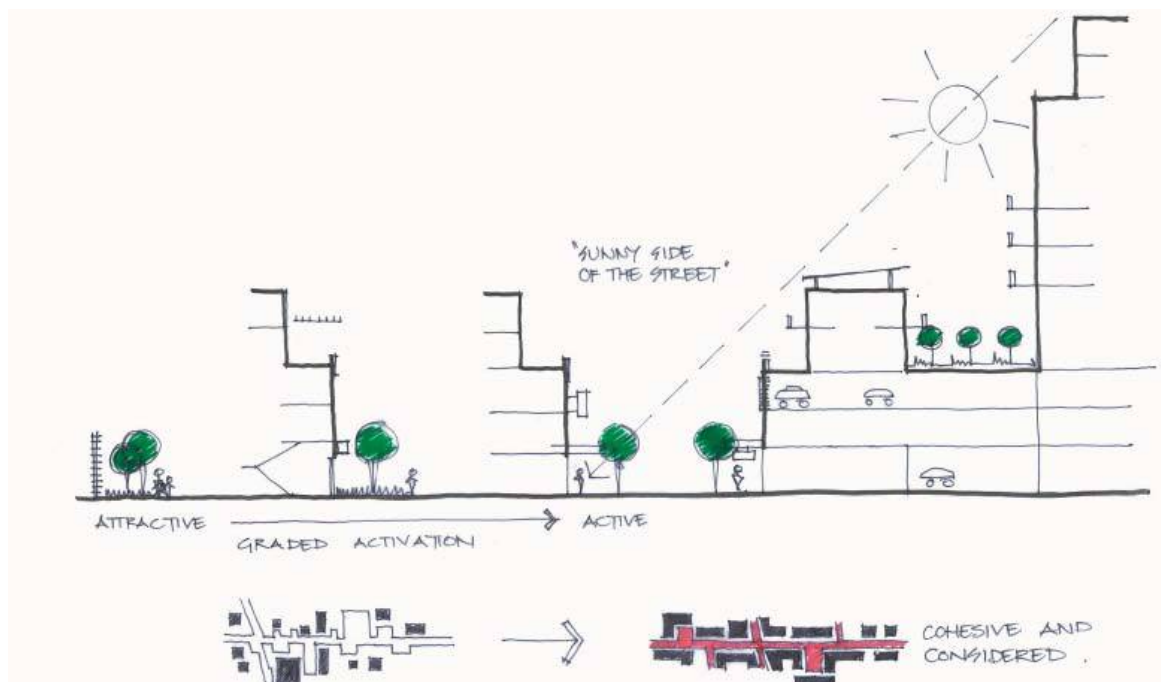 "SUNNY SIDE
OF THE STREET"
ATTRACTIVE
ACTIVE
GRADED ACTIVATION
COHESIVE AND
CONSIDERED.